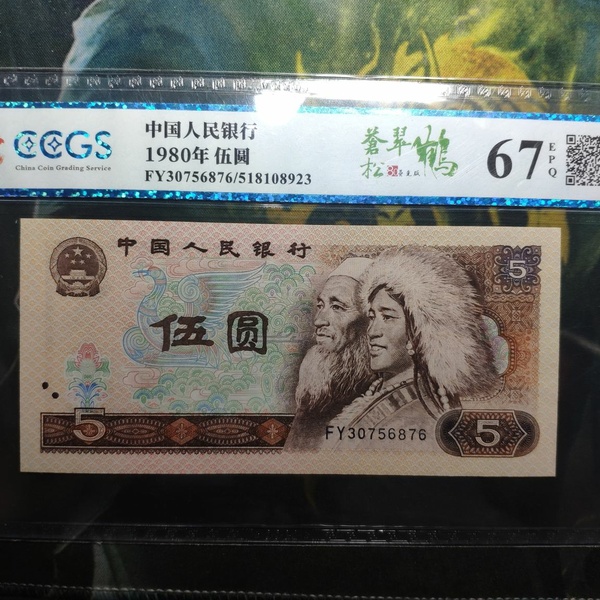 CCGS
China Coin Grading Service
中国人民银行
1980年 伍圆
FY30756876/518108923
蒼翠
松鶴
67
EPQ
中国人民银行
5
伍圆
5
FY30756876
5